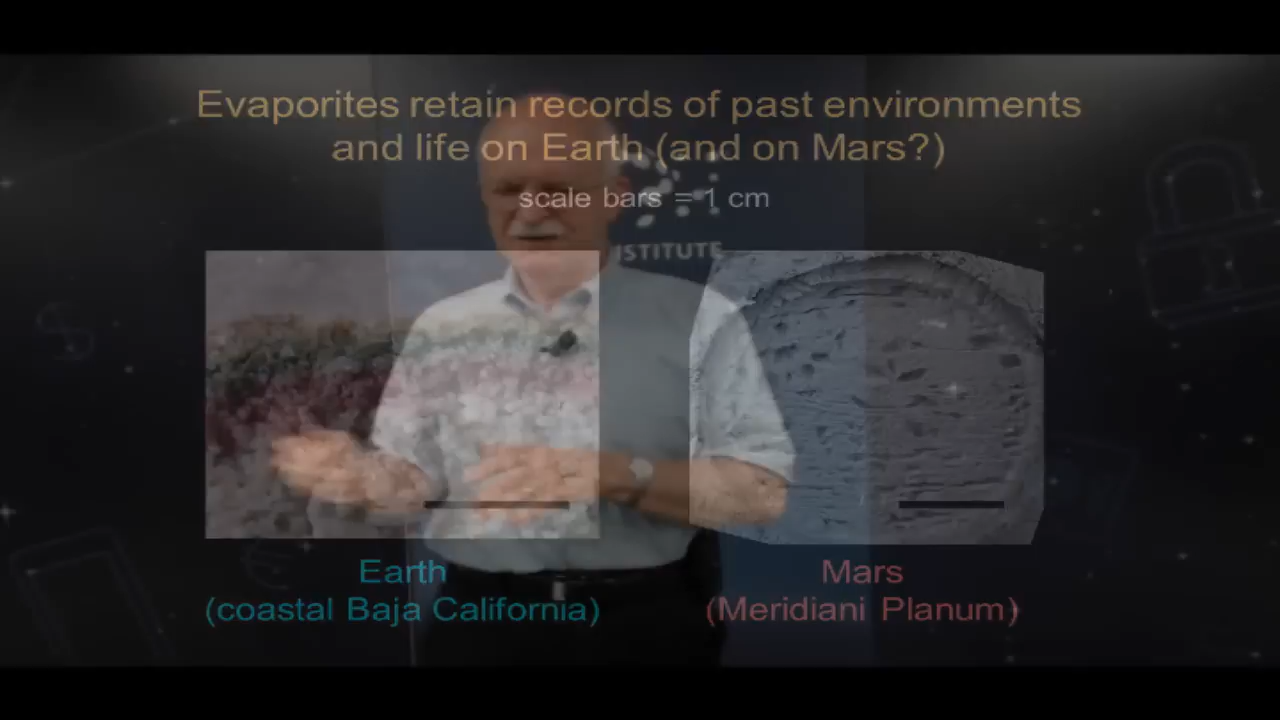 Evaporites retain records of past environments
and life on Earth (and on Mars?)
scale bars = 1 cm
ISTITUTE
Earth
(coastal Baja California)
Mars
(Meridiani Planum)